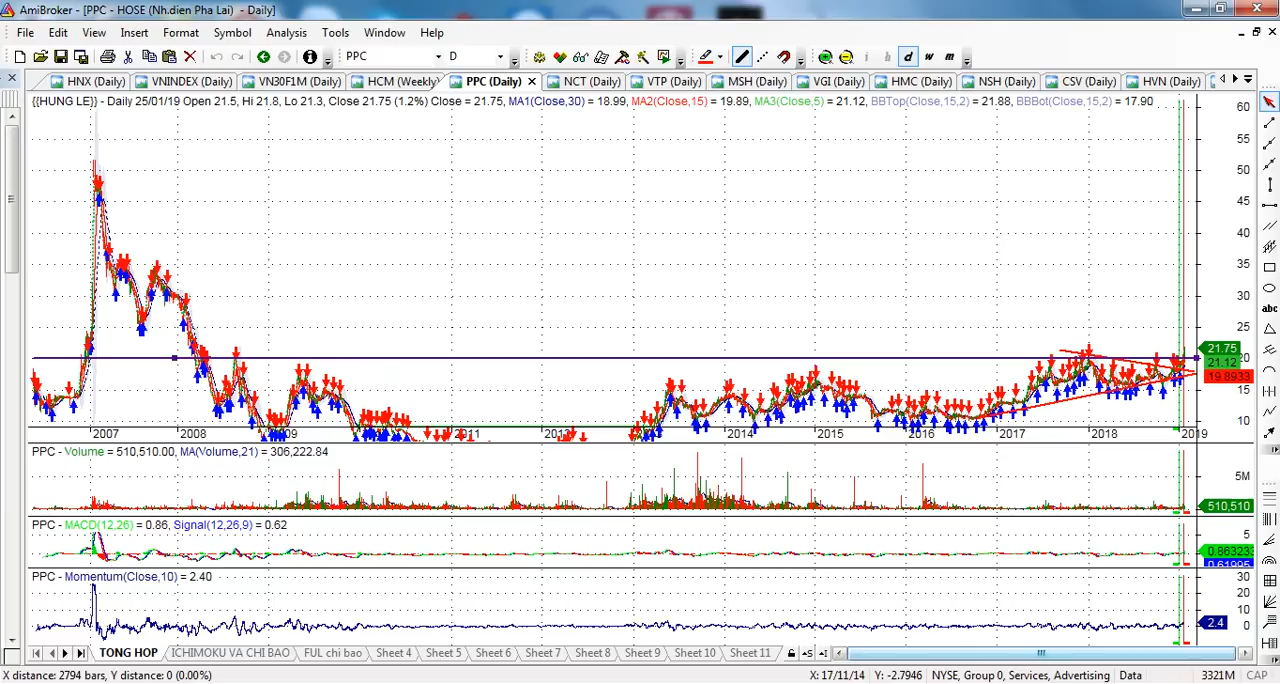 AmiBroker - [PPC - HOSE (Nh.dien Pha Lai) - Daily]
File Edit View Insert Format Symbol Analysis Tools Window Help
PPC D i h d w m
HNX (Daily) VNINDEX (Daily) VN30F1M (Daily) HCM (Weekly) PPC (Daily) NCT (Daily) VTP (Daily) MSH (Daily) VGI (Daily) HMC (Daily) NSH (Daily) CSV (Daily) HVN (Daily)
{{HUNG LE}} - Daily 25/01/19 Open 21.5, Hi 21.8, Lo 21.3, Close 21.75 (1.2%) Close = 21.75, MA1(Close,30) = 18.99, MA2(Close,15) = 19.89, MA3(Close,5) = 21.12, BBTop(Close,15,2) = 21.88, BBBot(Close,15,2) = 17.90
60
55
50
45
40
35
30
25
21.75
21.12
20
19.8933
15
10
abc
2007 2008 2011 2013 2014 2015 2016 2017 2018 2019
PPC - Volume = 510,510.00, MA(Volume,21) = 306,222.84
5M
510,510
PPC - MACD(12,26) = 0.86, Signal(12,26,9) = 0.62
5
0.863233
0.61995
PPC - Momentum(Close,10) = 2.40
30
20
10
2.4
0
TONG HOP ICHIMOKU VA CHI BAO FUL chi bao Sheet 4 Sheet 5 Sheet 6 Sheet 7 Sheet 8 Sheet 9 Sheet 10 Sheet 11
X distance: 2794 bars, Y distance: 0 (0.00%) X: 17/11/14 Y: -2.7946 NYSE, Group 0, Services, Advertising Data 3321M CAP